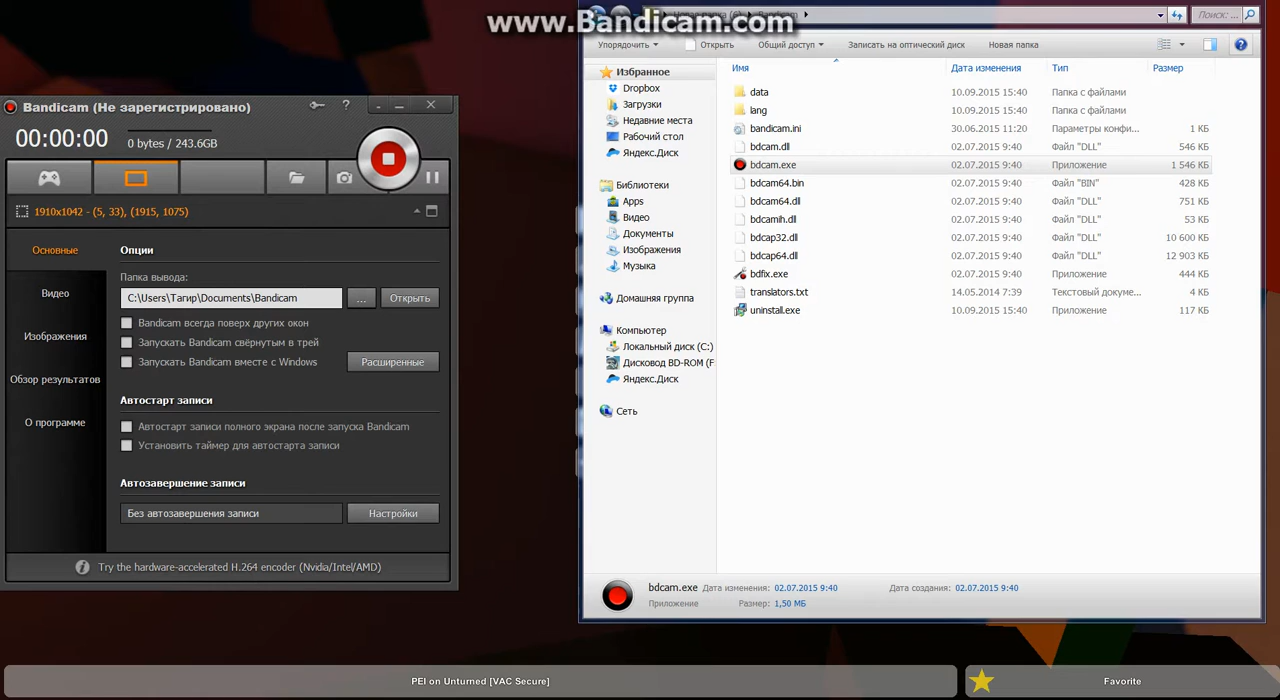 www.Bandicam.com
Bandicam
Поиск: ...
Упорядочить
Открыть
Общий доступ
Записать на оптический диск
Новая папка
Избранное
Dropbox
Загрузки
Недавние места
Рабочий стол
Яндекс.Диск
Библиотеки
Apps
Видео
Документы
Изображения
Музыка
Домашняя группа
Компьютер
Локальный диск (C:)
Дисковод BD-ROM (F
Яндекс.Диск
Сеть
Имя Дата изменения Тип Размер
data 10.09.2015 15:40 Папка с файлами
lang 10.09.2015 15:40 Папка с файлами
bandicam.ini 30.06.2015 11:20 Параметры конфи... 1 КБ
bdcam.dll 02.07.2015 9:40 Файл "DLL" 546 КБ
bdcam.exe 02.07.2015 9:40 Приложение 1 546 КБ
bdcam64.bin 02.07.2015 9:40 Файл "BIN" 428 КБ
bdcam64.dll 02.07.2015 9:40 Файл "DLL" 751 КБ
bdcamih.dll 02.07.2015 9:40 Файл "DLL" 53 КБ
bdcap32.dll 02.07.2015 9:40 Файл "DLL" 10 600 КБ
bdcap64.dll 02.07.2015 9:40 Файл "DLL" 12 903 КБ
bdfix.exe 02.07.2015 9:40 Приложение 444 КБ
translators.txt 14.05.2014 7:39 Текстовый докуме... 4 КБ
uninstall.exe 10.09.2015 15:40 Приложение 117 КБ
bdcam.exe Дата изменения: 02.07.2015 9:40 Дата создания: 02.07.2015 9:40
Приложение Размер: 1,50 МБ
Bandicam (Не зарегистрировано)
?
00:00:00
0 bytes / 243.6GB
1910x1042 - (5, 33), (1915, 1075)
Основные
Видео
Изображения
Обзор результатов
О программе
Опции
Папка вывода:
C:\Users\Тагир\Documents\Bandicam
...
Открыть
Bandicam всегда поверх других окон
Запускать Bandicam свёрнутым в трей
Запускать Bandicam вместе с Windows
Расширенные
Автостарт записи
Автостарт записи полного экрана после запуска Bandicam
Установить таймер для автостарта записи
Автозавершение записи
Без автозавершения записи
Настройки
Try the hardware-accelerated H.264 encoder (Nvidia/Intel/AMD)
PEI on Unturned [VAC Secure]
Favorite